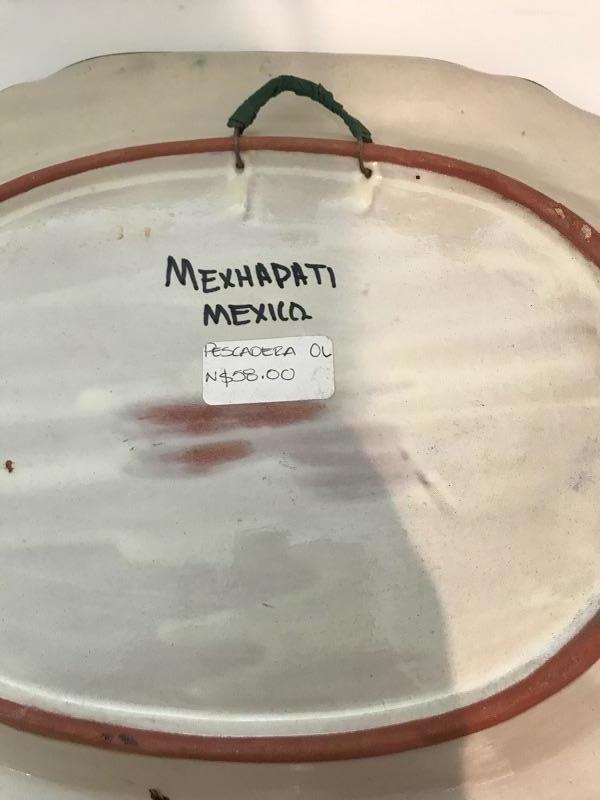 MEXHAPATI
MEXICO
PESCADERA OL
N$58.00